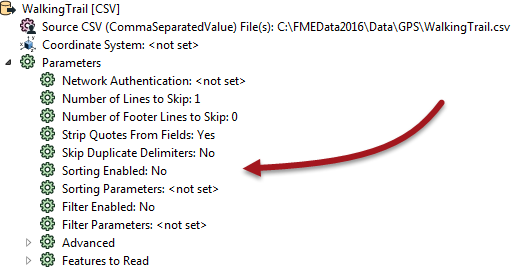 WalkingTrail [CSV]
Source CSV (CommaSeparatedValue) File(s): C:\FMEData2016\Data\GPS\WalkingTrail.csv
Coordinate System: <not set>
Parameters
Network Authentication: <not set>
Number of Lines to Skip: 1
Number of Footer Lines to Skip: 0
Strip Quotes From Fields: Yes
Skip Duplicate Delimiters: No
Sorting Enabled: No
Sorting Parameters: <not set>
Filter Enabled: No
Filter Parameters: <not set>
Advanced
Features to Read